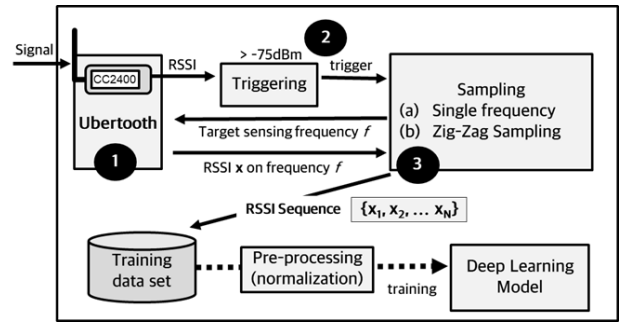 Signal
CC2400
Ubertooth
1
RSSI
> -75dBm
Triggering
2
trigger
Sampling
(a) Single frequency
(b) Zig-Zag Sampling
Target sensing frequency f
RSSI x on frequency f
3
RSSI Sequence {x1, x2, ... xN}
Training
data set
Pre-processing
(normalization)
training
Deep Learning
Model